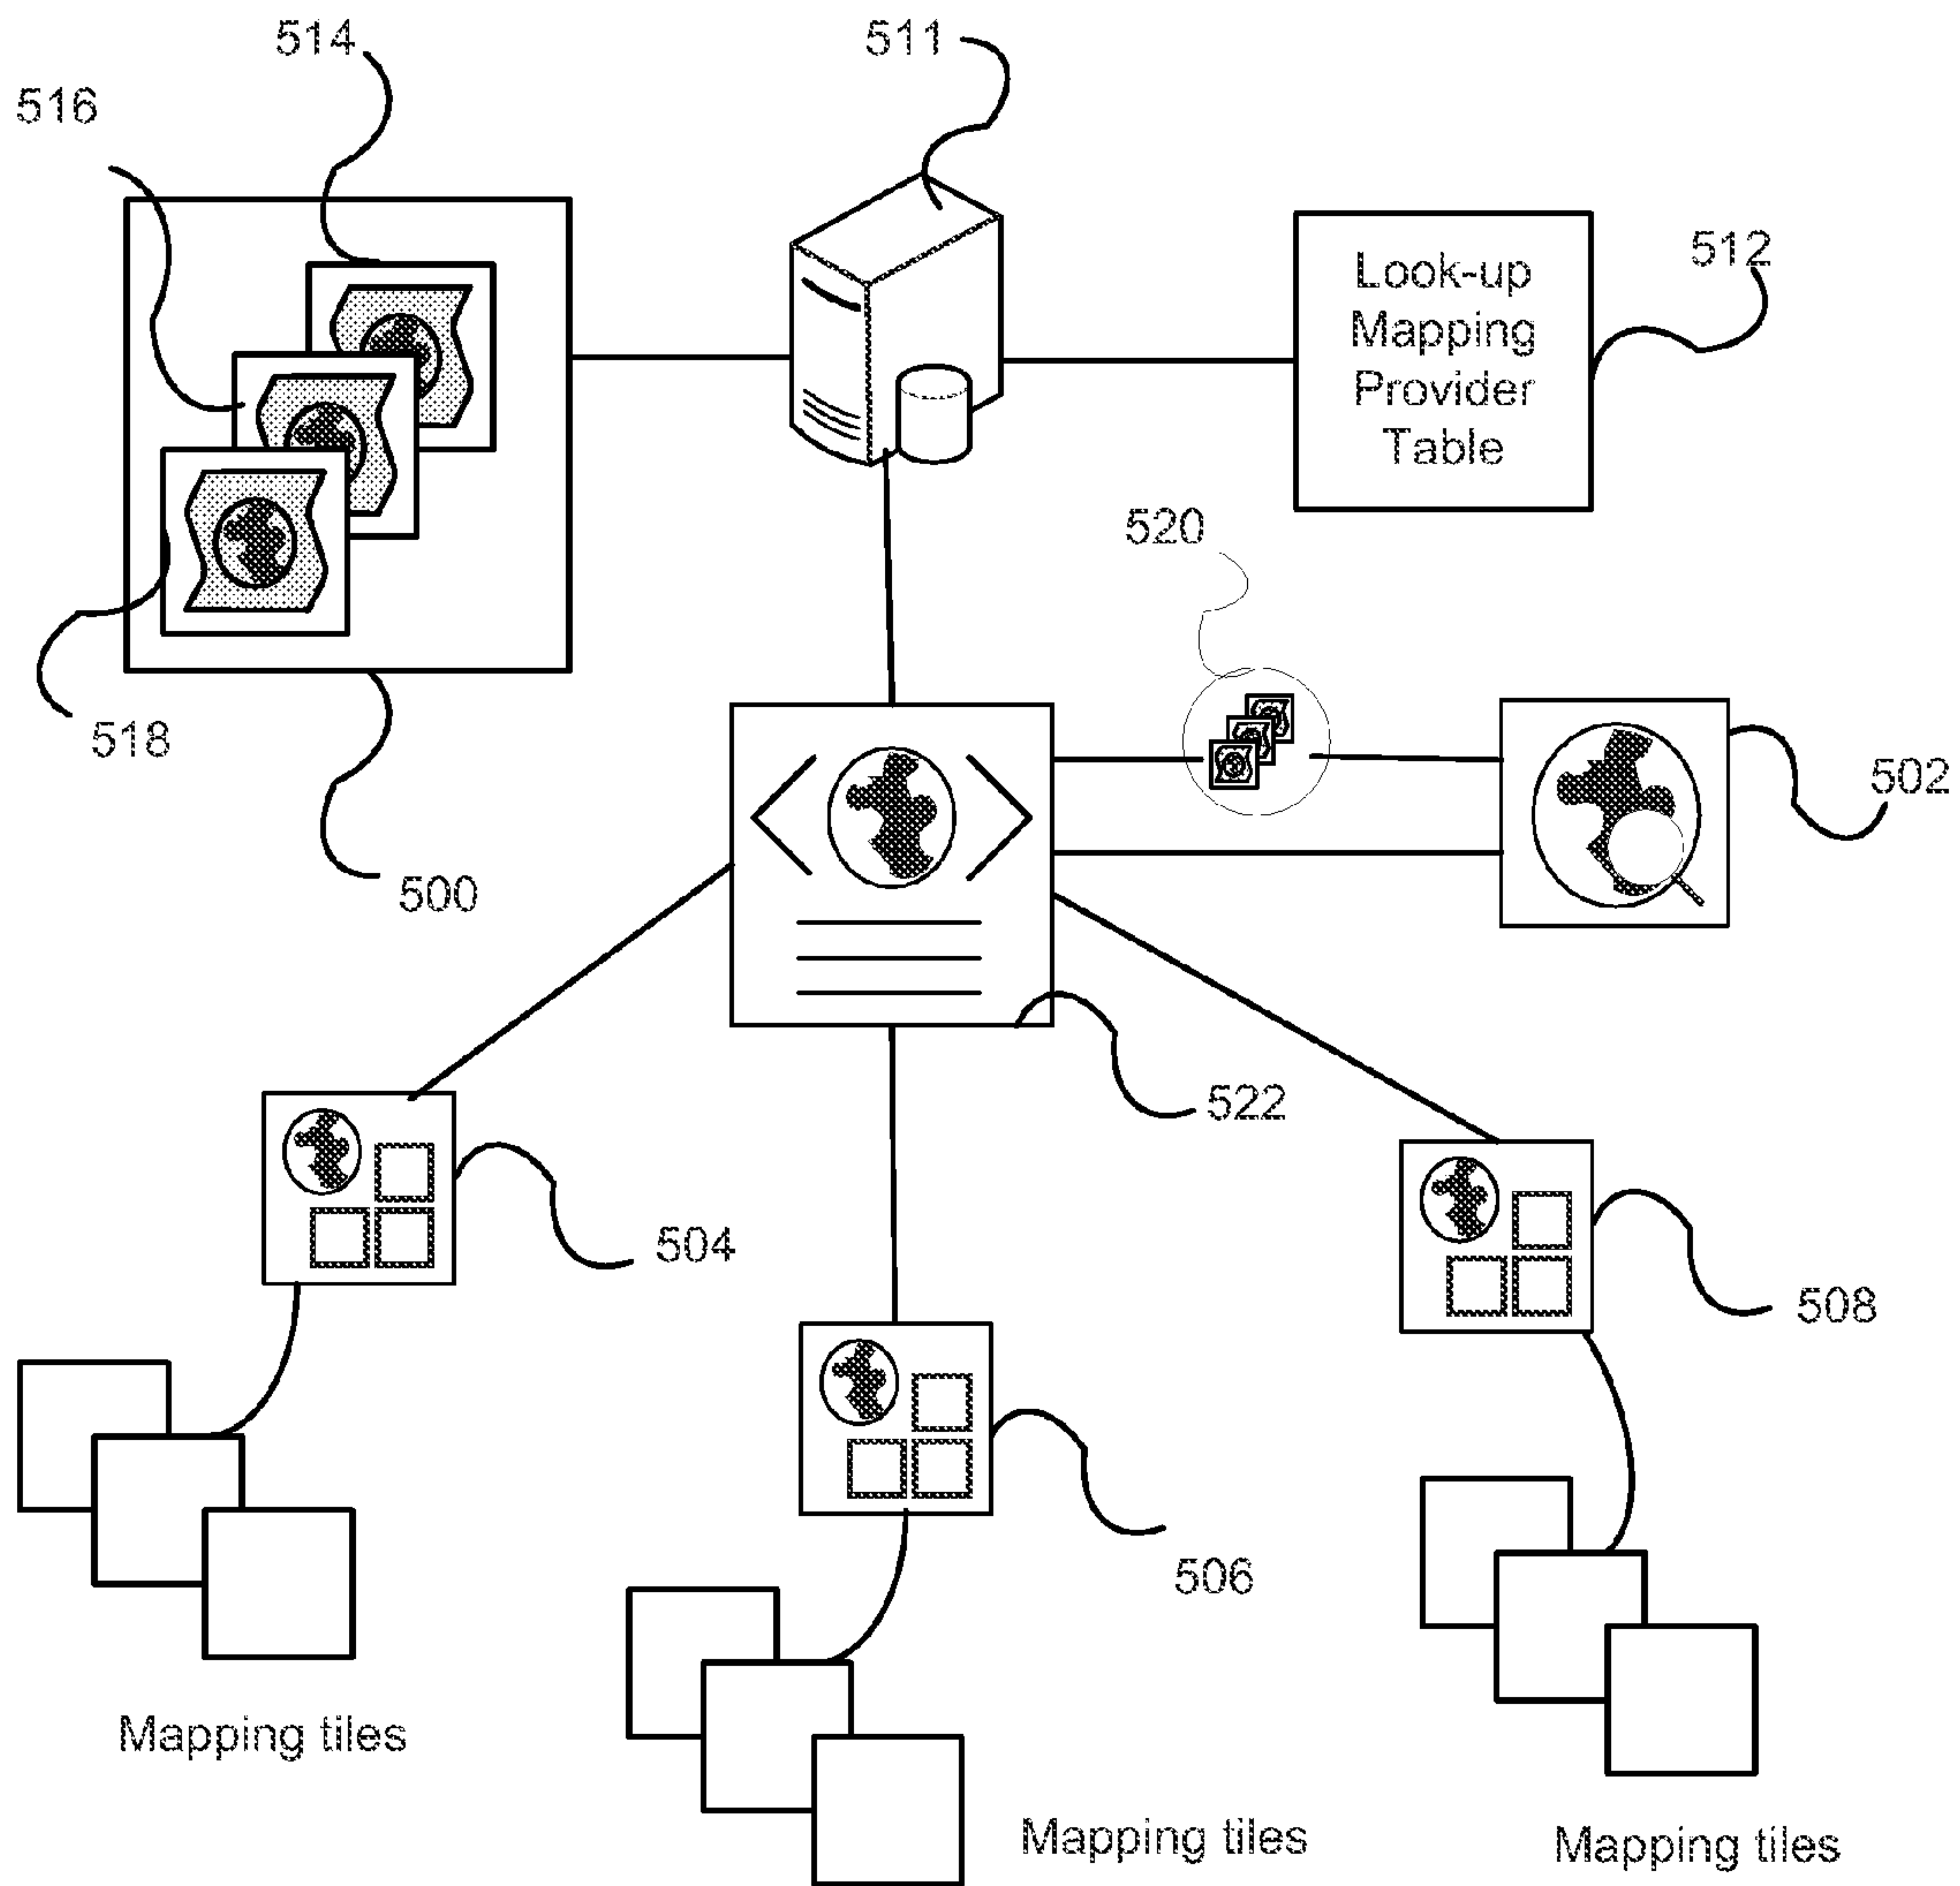 514
511
516
512
Look-up
Mapping
Provider
Table
520
518
502
500
522
504
508
506
Mapping tiles
Mapping tiles
Mapping tiles